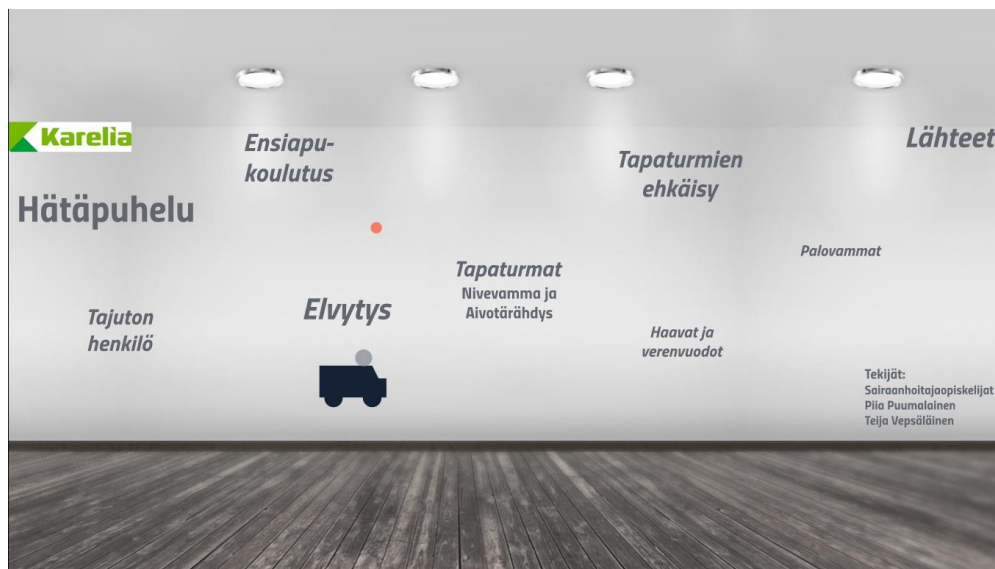 Karelia
Hätäpuhelu
Tajuton
henkilö
Ensiapu-
koulutus
Elvytys
Tapaturmat
Nivevamma ja
Aivotärähdys
Tapaturmien
ehkäisy
Haavat ja
verenvuodot
Palovammat
Lähteet
Tekijät:
Sairaanhoitajaopiskelijat
Piia Puumalainen
Teija Vepsäläinen